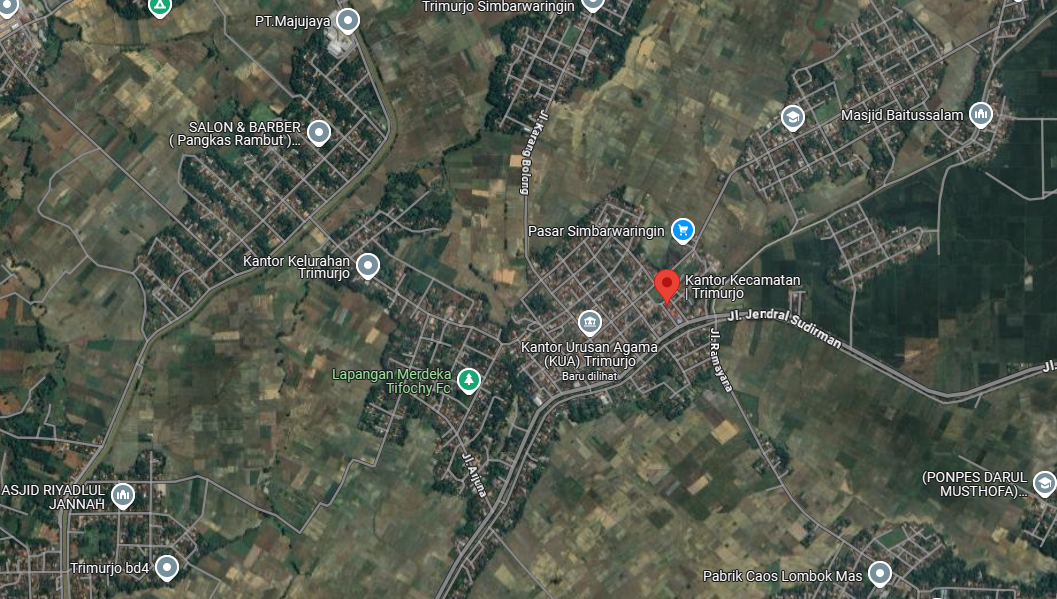 Trimurjo Simbarwaringin
PT.Majujaya
SALON & BARBER
( Pangkas Rambut )...
Masjid Baitussalam
Jl. Karang Bolong
Pasar Simbarwaringin
Kantor Kelurahan
Trimurjo
Kantor Kecamatan
| Trimurjo
Jl. Jendral Sudirman
Kantor Urusan Agama
(KUA) Trimurjo
Baru dilihat
Jl. Ramayana
Jl.
Lapangan Merdeka
Tifochy Fc
Jl. Arjuna
ASJID RIYADLUL
JANNAH
(PONPES DARUL
MUSTHOFA)...
Trimurjo bd4
Pabrik Caos Lombok Mas